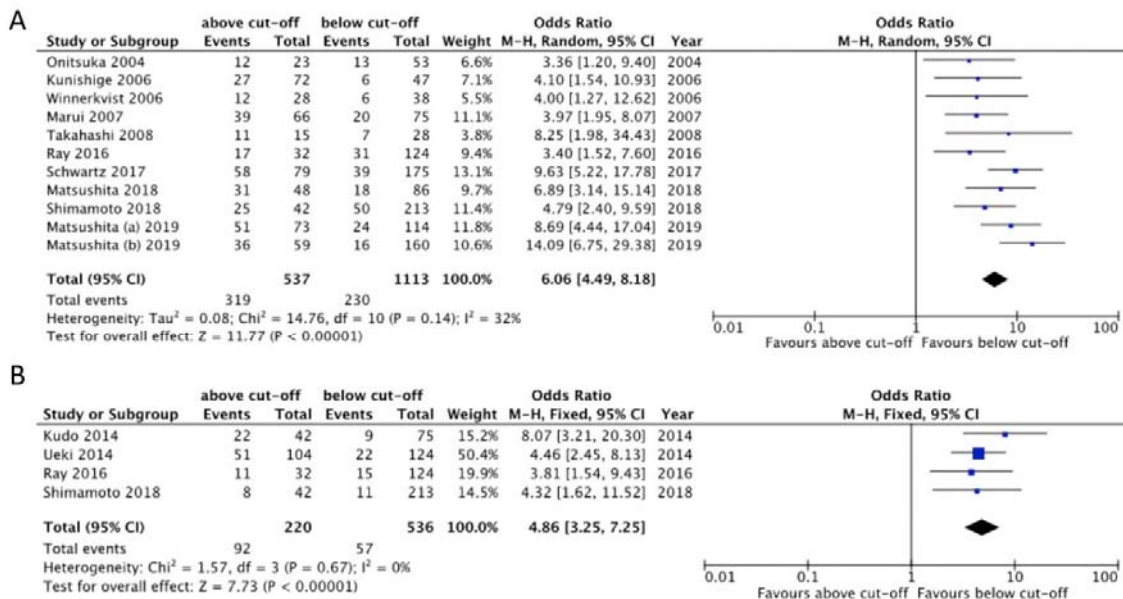 A
above cut-off below cut-off Odds Ratio Odds Ratio
Study or Subgroup Events Total Events Total Weight M-H, Random, 95% CI Year M-H, Random, 95% CI
Onitsuka 2004 12 23 13 53 6.6% 3.36 [1.20, 9.40] 2004
Kunishige 2006 27 72 6 47 7.1% 4.10 [1.54, 10.93] 2006
Winnerkvist 2006 12 28 6 38 5.5% 4.00 [1.27, 12.62] 2006
Marui 2007 39 66 20 75 11.1% 3.97 [1.95, 8.07] 2007
Takahashi 2008 11 15 7 28 3.8% 8.25 [1.98, 34.43] 2008
Ray 2016 17 32 31 124 9.4% 3.40 [1.52, 7.60] 2016
Schwartz 2017 58 79 39 175 13.1% 9.63 [5.22, 17.78] 2017
Matsushita 2018 31 48 18 86 9.7% 6.89 [3.14, 15.14] 2018
Shimamoto 2018 25 42 50 213 11.4% 4.79 [2.40, 9.59] 2018
Matsushita (a) 2019 51 73 24 114 11.8% 8.69 [4.44, 17.04] 2019
Matsushita (b) 2019 36 59 16 160 10.6% 14.09 [6.75, 29.38] 2019
Total (95% CI) 537 1113 100.0% 6.06 [4.49, 8.18]
Total events 319 230
Heterogeneity: Tau² = 0.08; Chi² = 14.76, df = 10 (P = 0.14); I² = 32%
Test for overall effect: Z = 11.77 (P < 0.00001)
0.01 0.1 1 10 100
Favours above cut-off Favours below cut-off
B
above cut-off below cut-off Odds Ratio Odds Ratio
Study or Subgroup Events Total Events Total Weight M-H, Fixed, 95% CI Year M-H, Fixed, 95% CI
Kudo 2014 22 42 9 75 15.2% 8.07 [3.21, 20.30] 2014
Ueki 2014 51 104 22 124 50.4% 4.46 [2.45, 8.13] 2014
Ray 2016 11 32 15 124 19.9% 3.81 [1.54, 9.43] 2016
Shimamoto 2018 8 42 11 213 14.5% 4.32 [1.62, 11.52] 2018
Total (95% CI) 220 536 100.0% 4.86 [3.25, 7.25]
Total events 92 57
Heterogeneity: Chi² = 1.57, df = 3 (P = 0.67); I² = 0%
Test for overall effect: Z = 7.73 (P < 0.00001)
0.01 0.1 1 10 100
Favours above cut-off Favours below cut-off